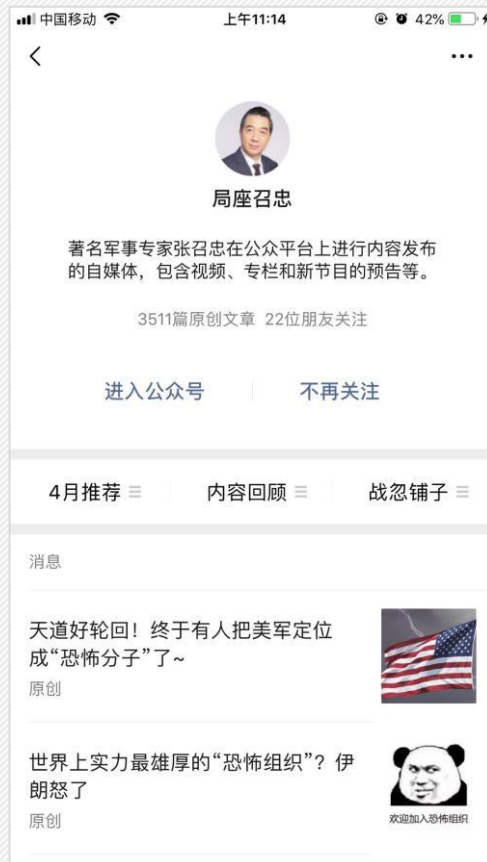 中国移动 上午11:14 42%
局座召忠
著名军事专家张召忠在公众平台上进行内容发布
的自媒体，包含视频、专栏和新节目的预告等。
3511篇原创文章 22位朋友关注
进入公众号 不再关注
4月推荐 内容回顾 战忽铺子
消息
天道好轮回！终于有人把美军定位
成“恐怖分子”了~
原创
世界上实力最雄厚的“恐怖组织”？伊
朗怒了
原创
欢迎加入恐怖组织